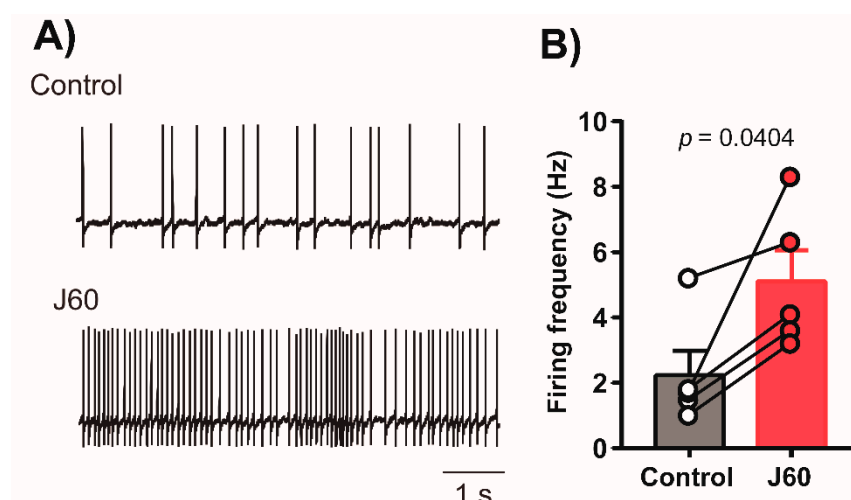 A)
Control
J60
1 s
B)
Firing frequency (Hz)
10
8
6
4
2
0
p = 0.0404
Control J60